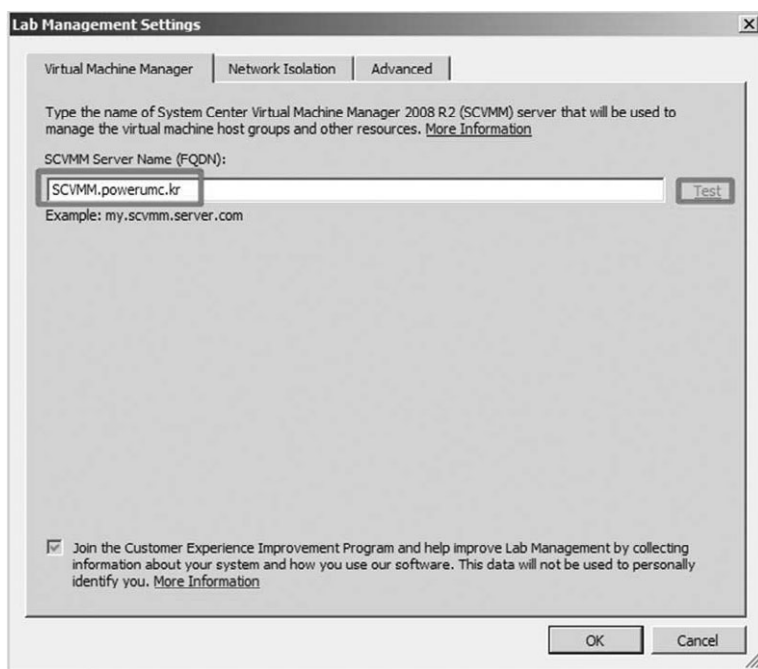 Lab Management Settings
Virtual Machine Manager
Network Isolation
Advanced
Type the name of System Center Virtual Machine Manager 2008 R2 (SCVMM) server that will be used to
manage the virtual machine host groups and other resources. More Information
SCVMM Server Name (FQDN):
SCVMM.powerumc.kr
Test
Example: my.scvmm.server.com
Join the Customer Experience Improvement Program and help improve Lab Management by collecting
information about your system and how you use our software. This data will not be used to personally
identify you. More Information
OK
Cancel